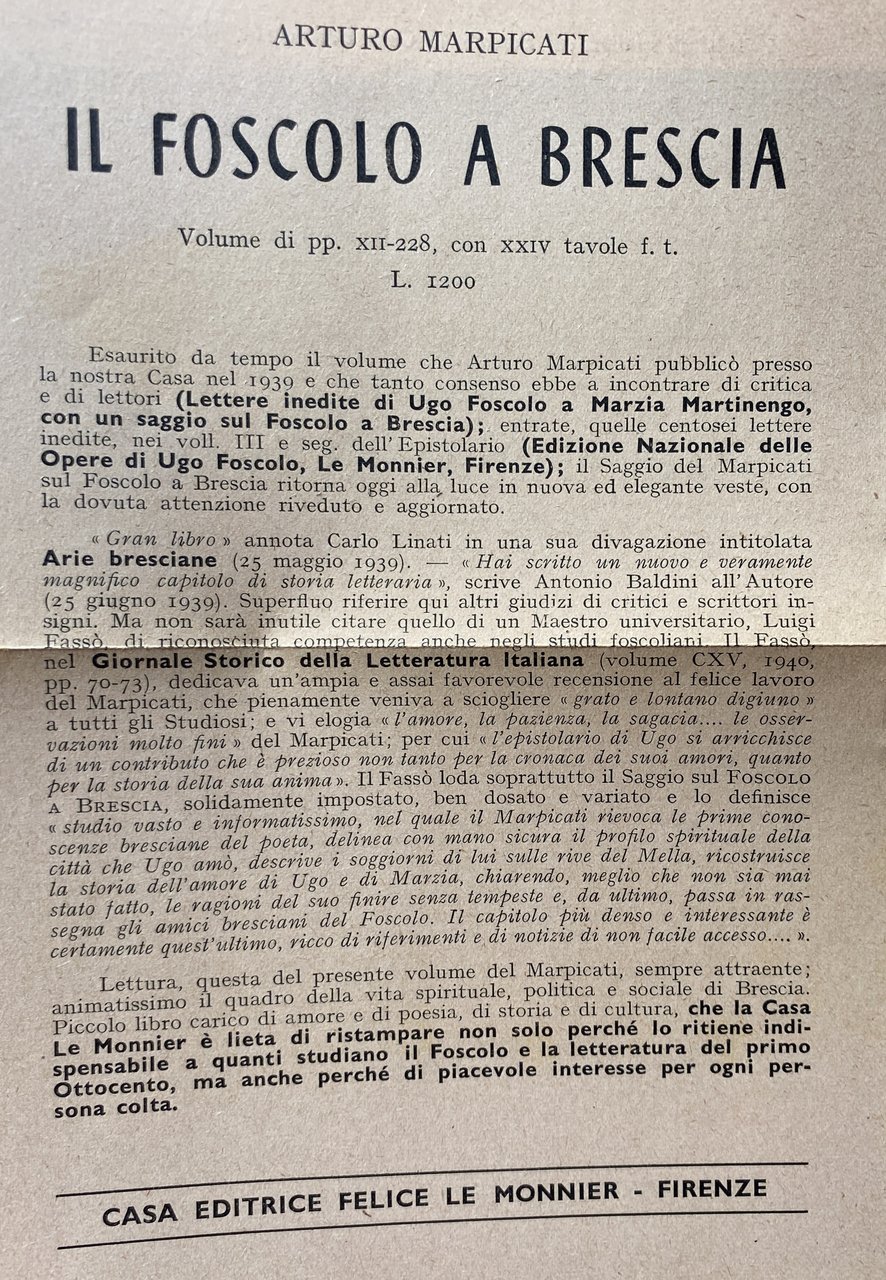 ARTURO MARPICATI
IL FOSCOLO A BRESCIA
Volume di pp. XII-228, con XXIV tavole f. t.
L. 1200
Esaurito da tempo il volume che Arturo Marpicati pubblicò presso
la nostra Casa nel 1939 e che tanto consenso ebbe a incontrare di critica
e di lettori (Lettere inedite di Ugo Foscolo a Marzia Martinengo,
con un saggio sul Foscolo a Brescia); entrate, quelle centosei lettere
inedite, nei voll. III e seg. dell'Epistolario (Edizione Nazionale delle
Opere di Ugo Foscolo, Le Monnier, Firenze); il Saggio del Marpicati
sul Foscolo a Brescia ritorna oggi alla luce in nuova ed elegante veste, con
la dovuta attenzione riveduto e aggiornato.
« Gran libro » annota Carlo Linati in una sua divagazione intitolata
Arie bresciane (25 maggio 1939). — « Hai scritto un nuovo e veramente
magnifico capitolo di storia letteraria », scrive Antonio Baldini all'Autore
(25 giugno 1939). Superfluo riferire qui altri giudizi di critici e scrittori in-
signi. Ma non sarà inutile citare quello di un Maestro universitario, Luigi
Fassò, di riconosciuta competenza anche negli studi foscoliani. Il Fassò,
nel Giornale Storico della Letteratura Italiana (volume CXV, 1940,
pp. 70-73), dedicava un'ampia e assai favorevole recensione al felice lavoro
del Marpicati, che pienamente veniva a sciogliere « grato e lontano digiuno »
a tutti gli Studiosi; e vi elogia « l'amore, la pazienza, la sagacia.... le osser-
vazioni molto fini » del Marpicati; per cui « l'epistolario di Ugo si arricchisce
di un contributo che è prezioso non tanto per la cronaca dei suoi amori, quanto
per la storia della sua anima ». Il Fassò loda soprattutto il Saggio sul FOSCOLO
A BRESCIA, solidamente impostato, ben dosato e variato e lo definisce
« studio vasto e informatissimo, nel quale il Marpicati rievoca le prime cono-
scenze bresciane del poeta, delinea con mano sicura il profilo spirituale della
città che Ugo amò, descrive i soggiorni di lui sulle rive del Mella, ricostruisce
la storia dell'amore di Ugo e di Marzia, chiarendo, meglio che non sia mai
stato fatto, le ragioni del suo finire senza tempeste e, da ultimo, passa in ras-
segna gli amici bresciani del Foscolo. Il capitolo più denso e interessante è
certamente quest'ultimo, ricco di riferimenti e di notizie di non facile accesso.... ».
Lettura, questa del presente volume del Marpicati, sempre attraente;
animatissimo il quadro della vita spirituale, politica e sociale di Brescia.
Piccolo libro carico di amore e di poesia, di storia e di cultura, che la Casa
Le Monnier è lieta di ristampare non solo perché lo ritiene indi-
spensabile a quanti studiano il Foscolo e la letteratura del primo
Ottocento, ma anche perché di piacevole interesse per ogni per-
sona colta.
CASA EDITRICE FELICE LE MONNIER - FIRENZE